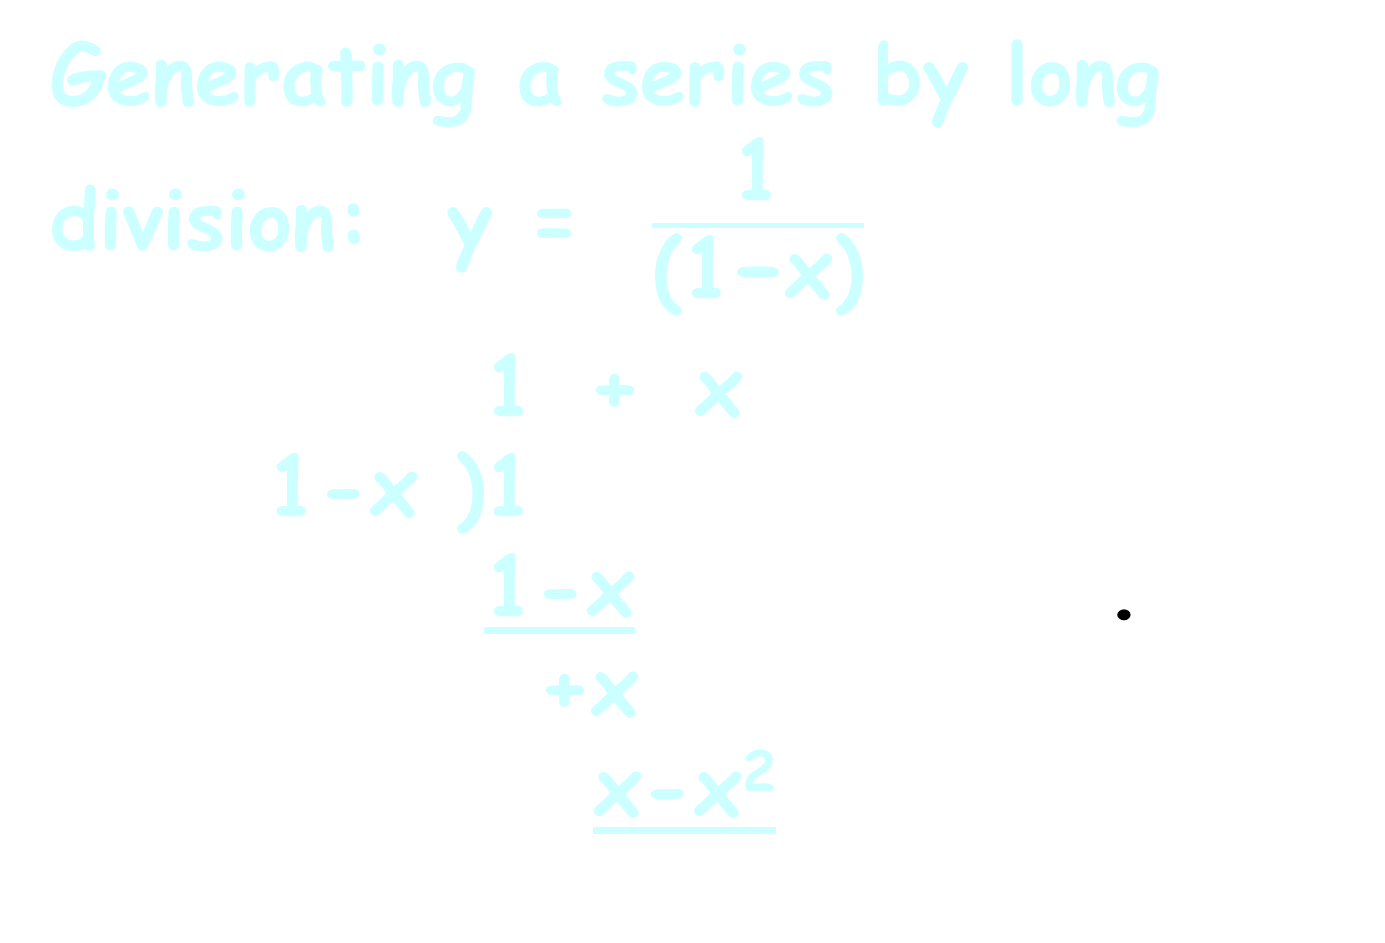 Generating a series by long
division: y = 1/(1-x)
1 + x
1-x )1
1-x
+x
x-x²